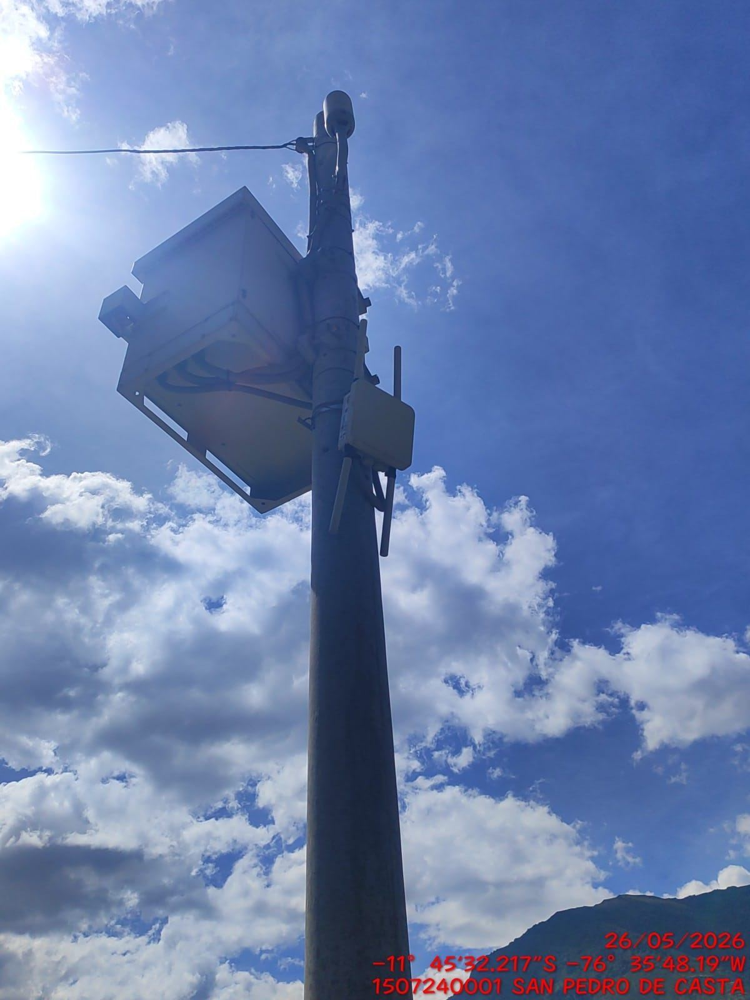 26/05/2026
-11° 45'32.217"S -76° 35'48.19"W
1507240001 SAN PEDRO DE CASTA